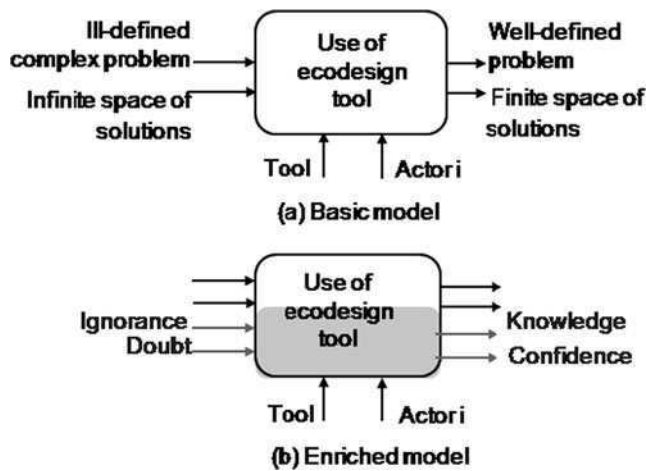 Ill-defined
complex problem
Infinite space of
solutions
Use of
ecodesign
tool
Well-defined
problem
Finite space of
solutions
Tool
Actor i
(a) Basic model
Ignorance
Doubt
Use of
ecodesign
tool
Knowledge
Confidence
Tool
Actor i
(b) Enriched model